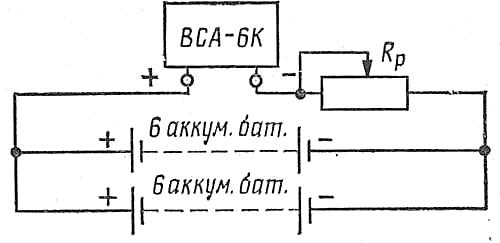 ВСА-6К
+ − Rр
+ 6 аккум. бат. −
+ 6 аккум. бат. −